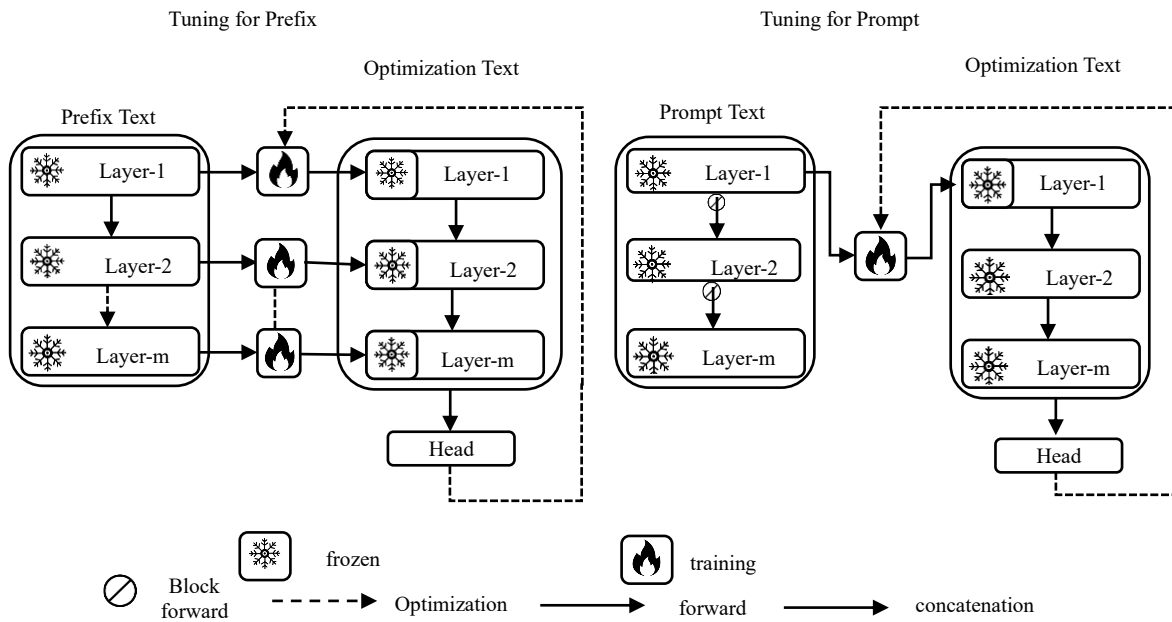 Tuning for Prefix
Tuning for Prompt
Optimization Text
Optimization Text
Prefix Text
Prompt Text
Layer-1
Layer-2
Layer-m
Layer-1
Layer-2
Layer-m
Head
Layer-1
Layer-2
Layer-m
Layer-1
Layer-2
Layer-m
Head
frozen
training
Block
forward
Optimization
forward
concatenation